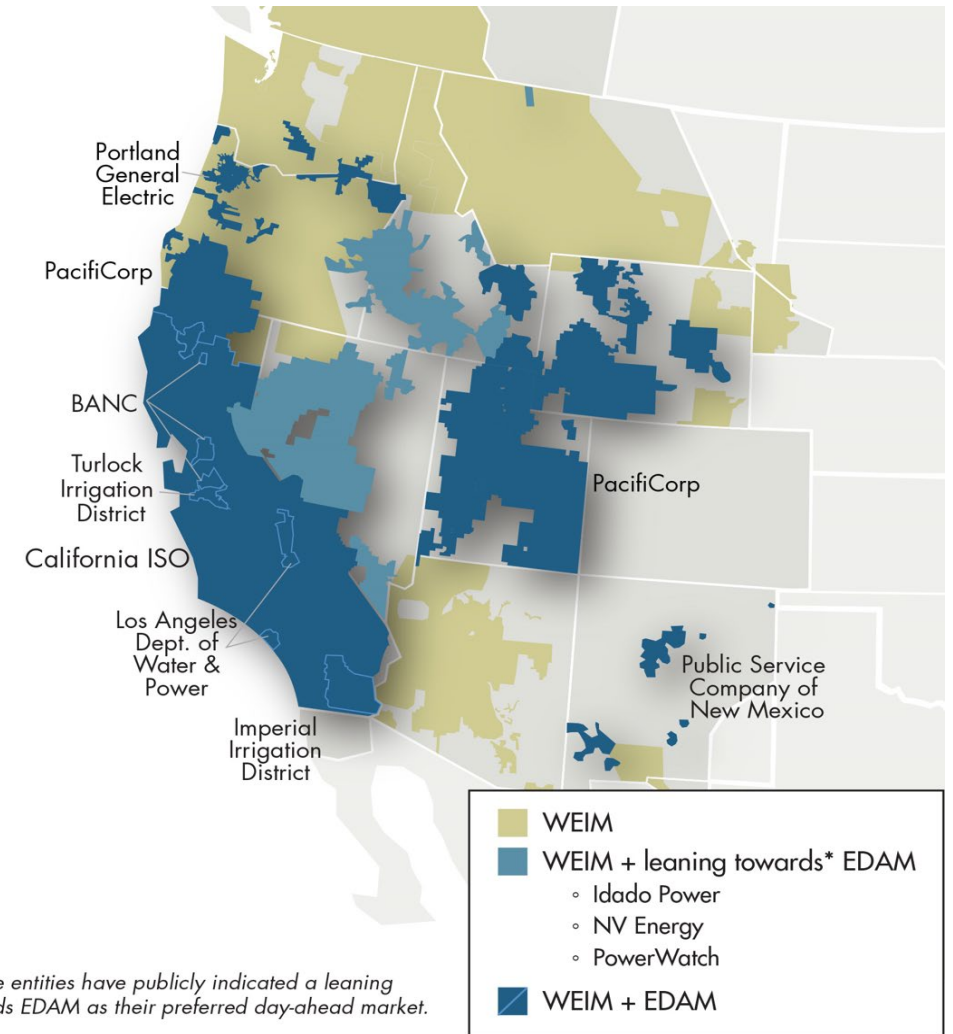 Portland
General
Electric
PacifiCorp
BANC
Turlock
Irrigation
District
California ISO
Los Angeles
Dept. of
Water &
Power
Imperial
Irrigation
District
PacifiCorp
Public Service
Company of
New Mexico
WEIM
WEIM + leaning towards* EDAM
Idado Power
NV Energy
PowerWatch
WEIM + EDAM
entities have publicly indicated a leaning
EDAM as their preferred day-ahead market.